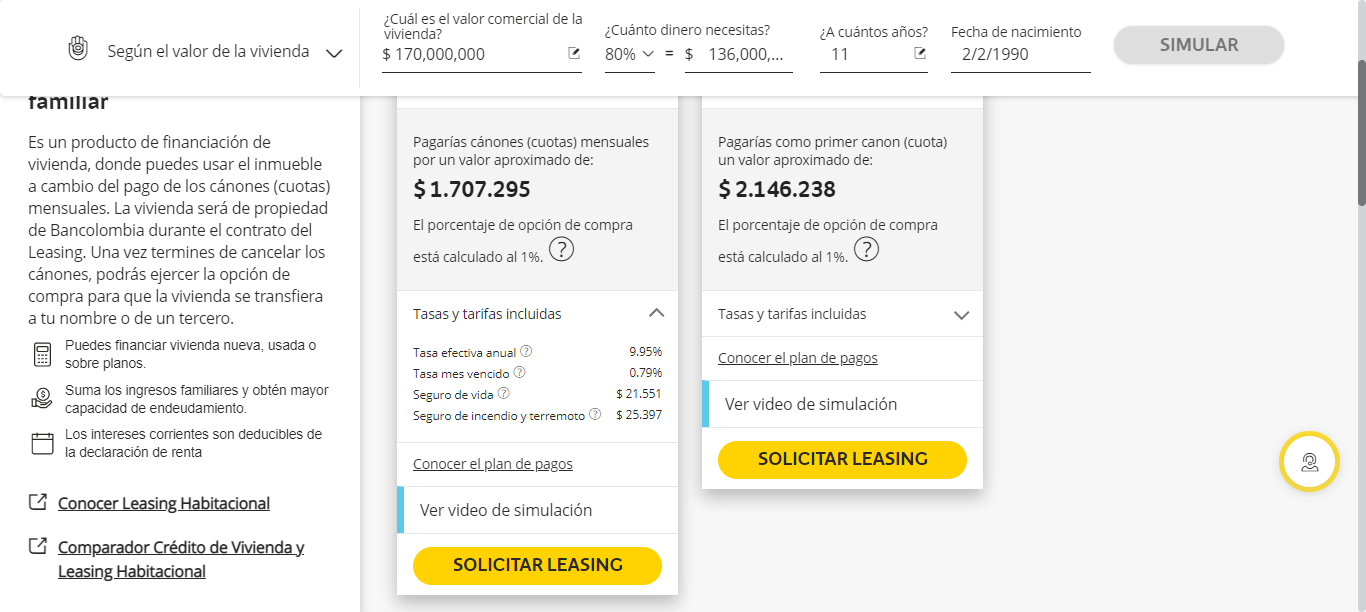 Según el valor de la vivienda
¿Cuál es el valor comercial de la
vivienda?
$ 170,000,000
¿Cuánto dinero necesitas?
80% = $ 136,000,...
¿A cuántos años?
11
Fecha de nacimiento
2/2/1990
SIMULAR
familiar
Es un producto de financiación de
vivienda, donde puedes usar el inmueble
a cambio del pago de los cánones (cuotas)
mensuales. La vivienda será de propiedad
de Bancolombia durante el contrato del
Leasing. Una vez termines de cancelar los
cánones, podrás ejercer la opción de
compra para que la vivienda se transfiera
a tu nombre o de un tercero.
Puedes financiar vivienda nueva, usada o
sobre planos.
Suma los ingresos familiares y obtén mayor
capacidad de endeudamiento.
Los intereses corrientes son deducibles de
la declaración de renta
Conocer Leasing Habitacional
Comparador Crédito de Vivienda y
Leasing Habitacional
Pagarías cánones (cuotas) mensuales
por un valor aproximado de:
$ 1.707.295
El porcentaje de opción de compra
está calculado al 1%. ?
Tasas y tarifas incluidas
Tasa efectiva anual ? 9.95%
Tasa mes vencido ? 0.79%
Seguro de vida ? $ 21.551
Seguro de incendio y terremoto ? $ 25.397
Conocer el plan de pagos
Ver video de simulación
SOLICITAR LEASING
Pagarías como primer canon (cuota)
un valor aproximado de:
$ 2.146.238
El porcentaje de opción de compra
está calculado al 1%. ?
Tasas y tarifas incluidas
Conocer el plan de pagos
Ver video de simulación
SOLICITAR LEASING